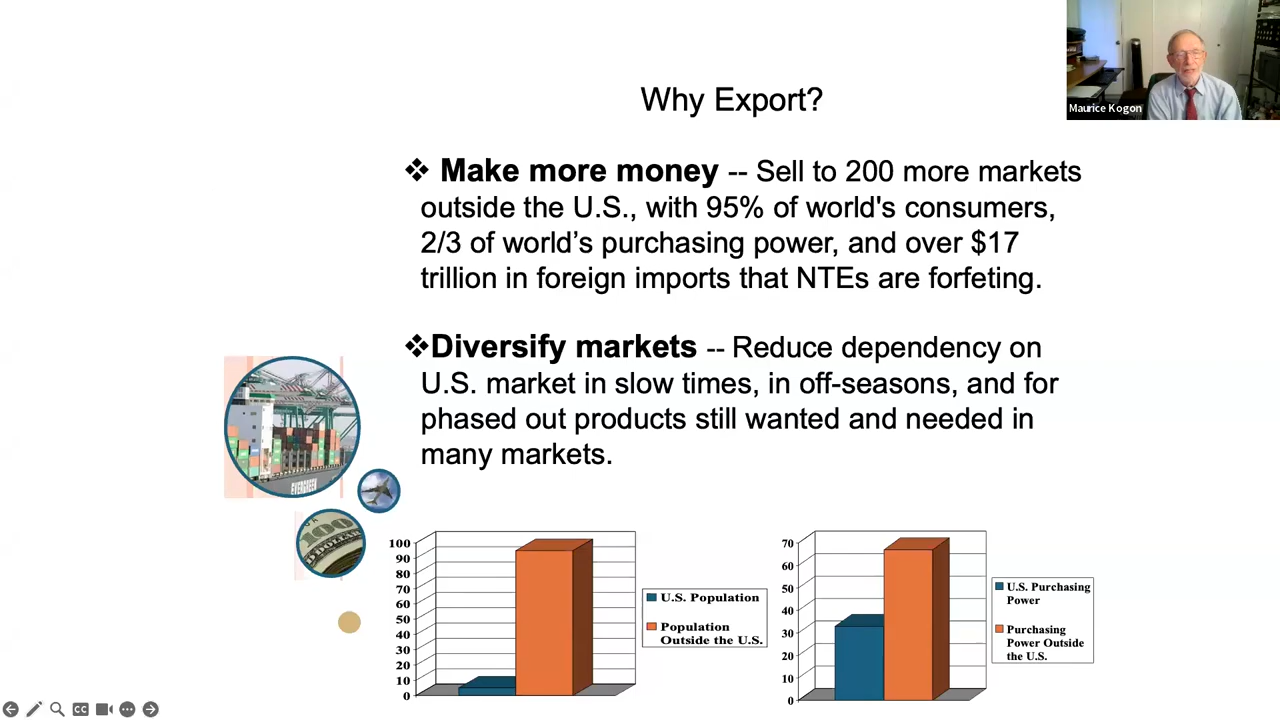 Maurice Kogon
Why Export?
❖ Make more money -- Sell to 200 more markets
outside the U.S., with 95% of world's consumers,
2/3 of world’s purchasing power, and over $17
trillion in foreign imports that NTEs are forfeting.
❖Diversify markets -- Reduce dependency on
U.S. market in slow times, in off-seasons, and for
phased out products still wanted and needed in
many markets.
EVERGREEN
100
DOLLAR
100
90
80
70
60
50
40
30
20
10
0
U.S. Population
Population
Outside the U.S.
70
60
50
40
30
20
10
0
U.S. Purchasing
Power
Purchasing
Power Outside
the U.S.
CC